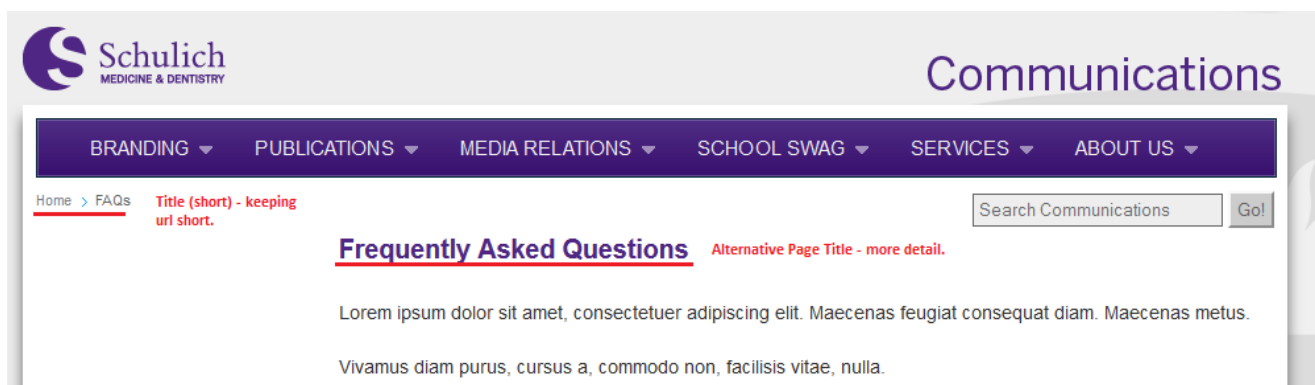 Schulich
MEDICINE & DENTISTRY
Communications
BRANDING PUBLICATIONS MEDIA RELATIONS SCHOOL SWAG SERVICES ABOUT US
Home > FAQs
Title (short) - keeping
url short.
Search Communications Go!
Frequently Asked Questions
Alternative Page Title - more detail.
Lorem ipsum dolor sit amet, consectetuer adipiscing elit. Maecenas feugiat consequat diam. Maecenas metus.
Vivamus diam purus, cursus a, commodo non, facilisis vitae, nulla.